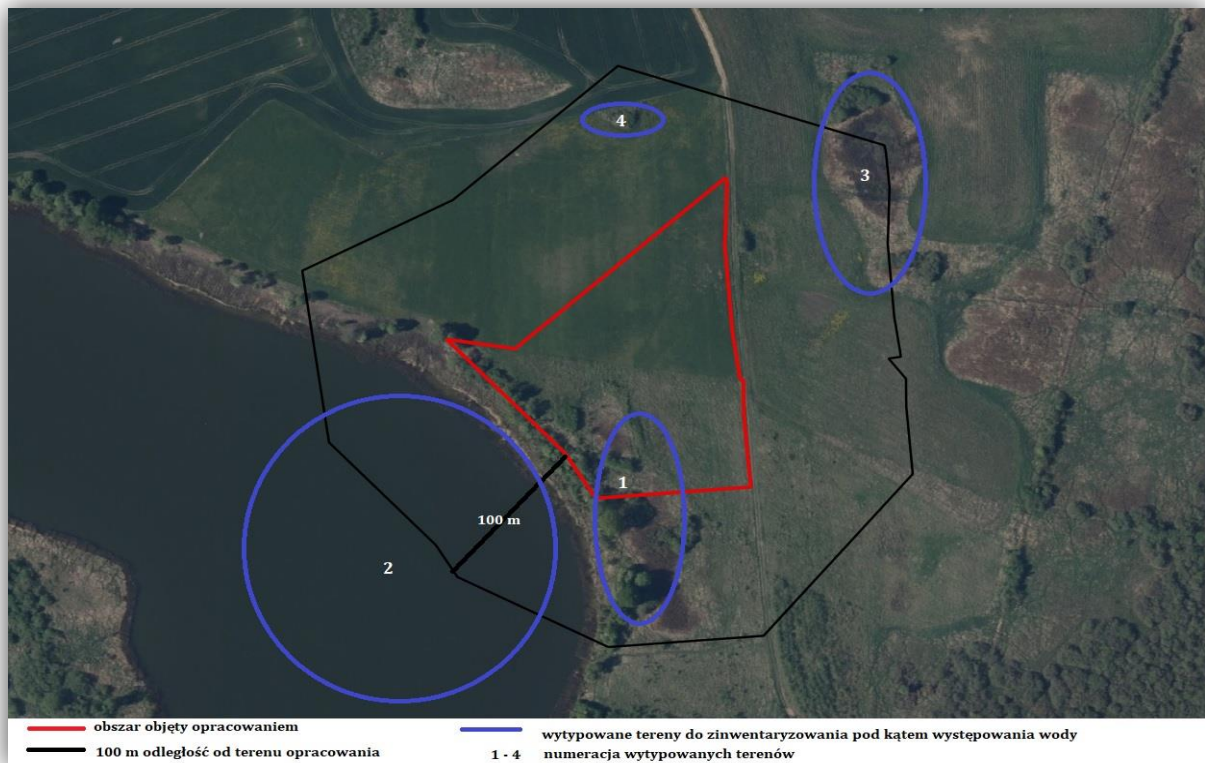 4
3
1
100 m
2
obszar objęty opracowaniem
100 m odległość od terenu opracowania
wytypowane tereny do zinwentaryzowania pod kątem występowania wody
1 - 4 numeracja wytypowanych terenów